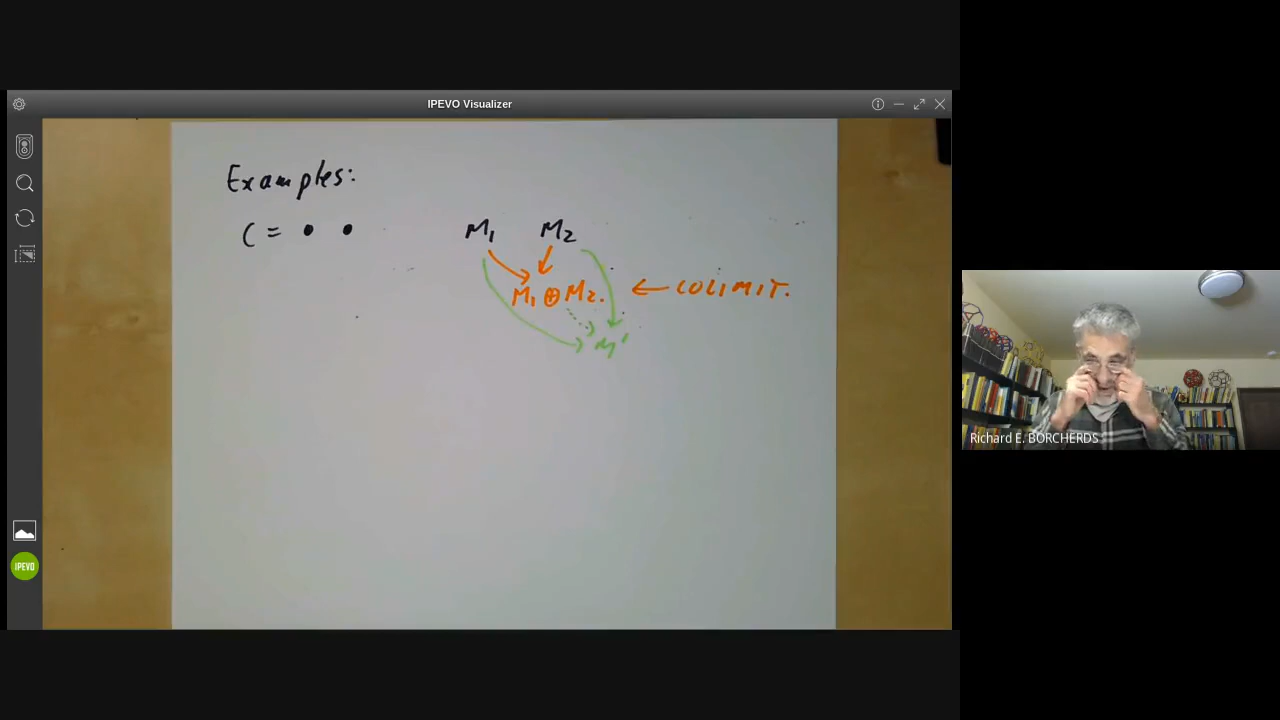 IPEVO Visualizer
Examples:
C = • •
M₁ M₂
M₁ ⊕ M₂. ← COLIMIT.
M'
IPEVO
Richard E. BORCHERDS